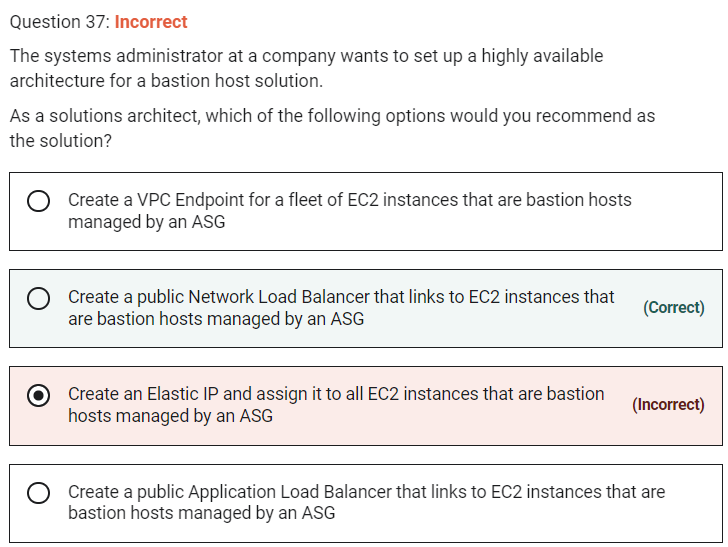 Question 37: Incorrect
The systems administrator at a company wants to set up a highly available
architecture for a bastion host solution.
As a solutions architect, which of the following options would you recommend as
the solution?
Create a VPC Endpoint for a fleet of EC2 instances that are bastion hosts
managed by an ASG
Create a public Network Load Balancer that links to EC2 instances that
are bastion hosts managed by an ASG
(Correct)
Create an Elastic IP and assign it to all EC2 instances that are bastion
hosts managed by an ASG
(Incorrect)
Create a public Application Load Balancer that links to EC2 instances that are
bastion hosts managed by an ASG